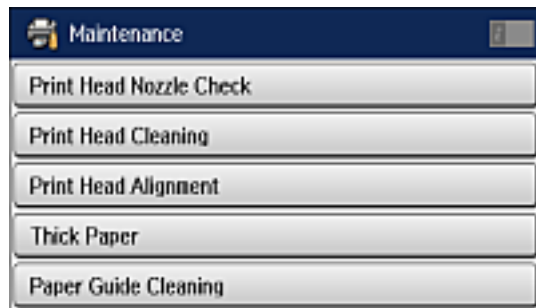 Maintenance
Print Head Nozzle Check
Print Head Cleaning
Print Head Alignment
Thick Paper
Paper Guide Cleaning